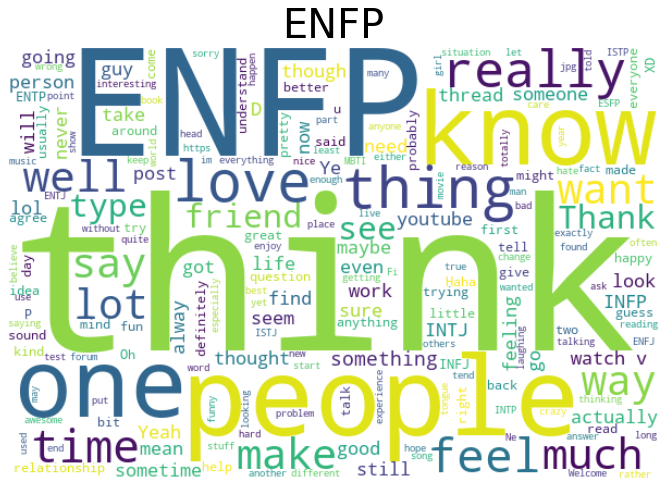 ENFP
going wrong guy come understand sorry happen many though situation let girl told jpg ISTP everyone XD
person interesting book ENFP D u part better thread someone ESFP
ENTP point will take now said need probably really
usually never around world pretty anyone care year know
music show keep head https im everything nice MBTI either reason totally hate fact made
ENTJ well post love Ye thing might want
lol type friend see youtube man bad Thank
agree without try quite place live movie first exactly found often
day great enjoy maybe tell true change wanted happy
believe say got life even give ask look
idea use question getting Fi work trying Haha INFP
P lot alway definitely best yet find anything little feeling two guess reading
saying sound mind fun especially seem sure INTJ others go talking ENFJ
think
kind test forum Oh ISTJ thought something INFJ laughing watch v thinking way
one word new start people back tend INTP crazy
may put bit funny looking problem talk experience tongue right Ne actually
awesome Yeah hard read long
used time mean make good feel much
end relationship sometime help stuff another different still hope song answer Welcome rather